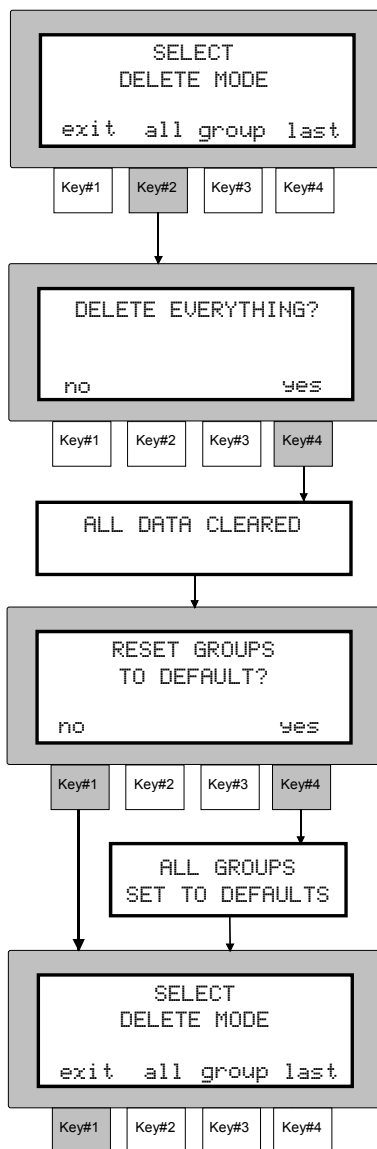 SELECT
DELETE MODE
exit all group last
Key#1 Key#2 Key#3 Key#4
DELETE EVERYTHING?
no yes
Key#1 Key#2 Key#3 Key#4
ALL DATA CLEARED
RESET GROUPS
TO DEFAULT?
no yes
Key#1 Key#2 Key#3 Key#4
ALL GROUPS
SET TO DEFAULTS
SELECT
DELETE MODE
exit all group last
Key#1 Key#2 Key#3 Key#4